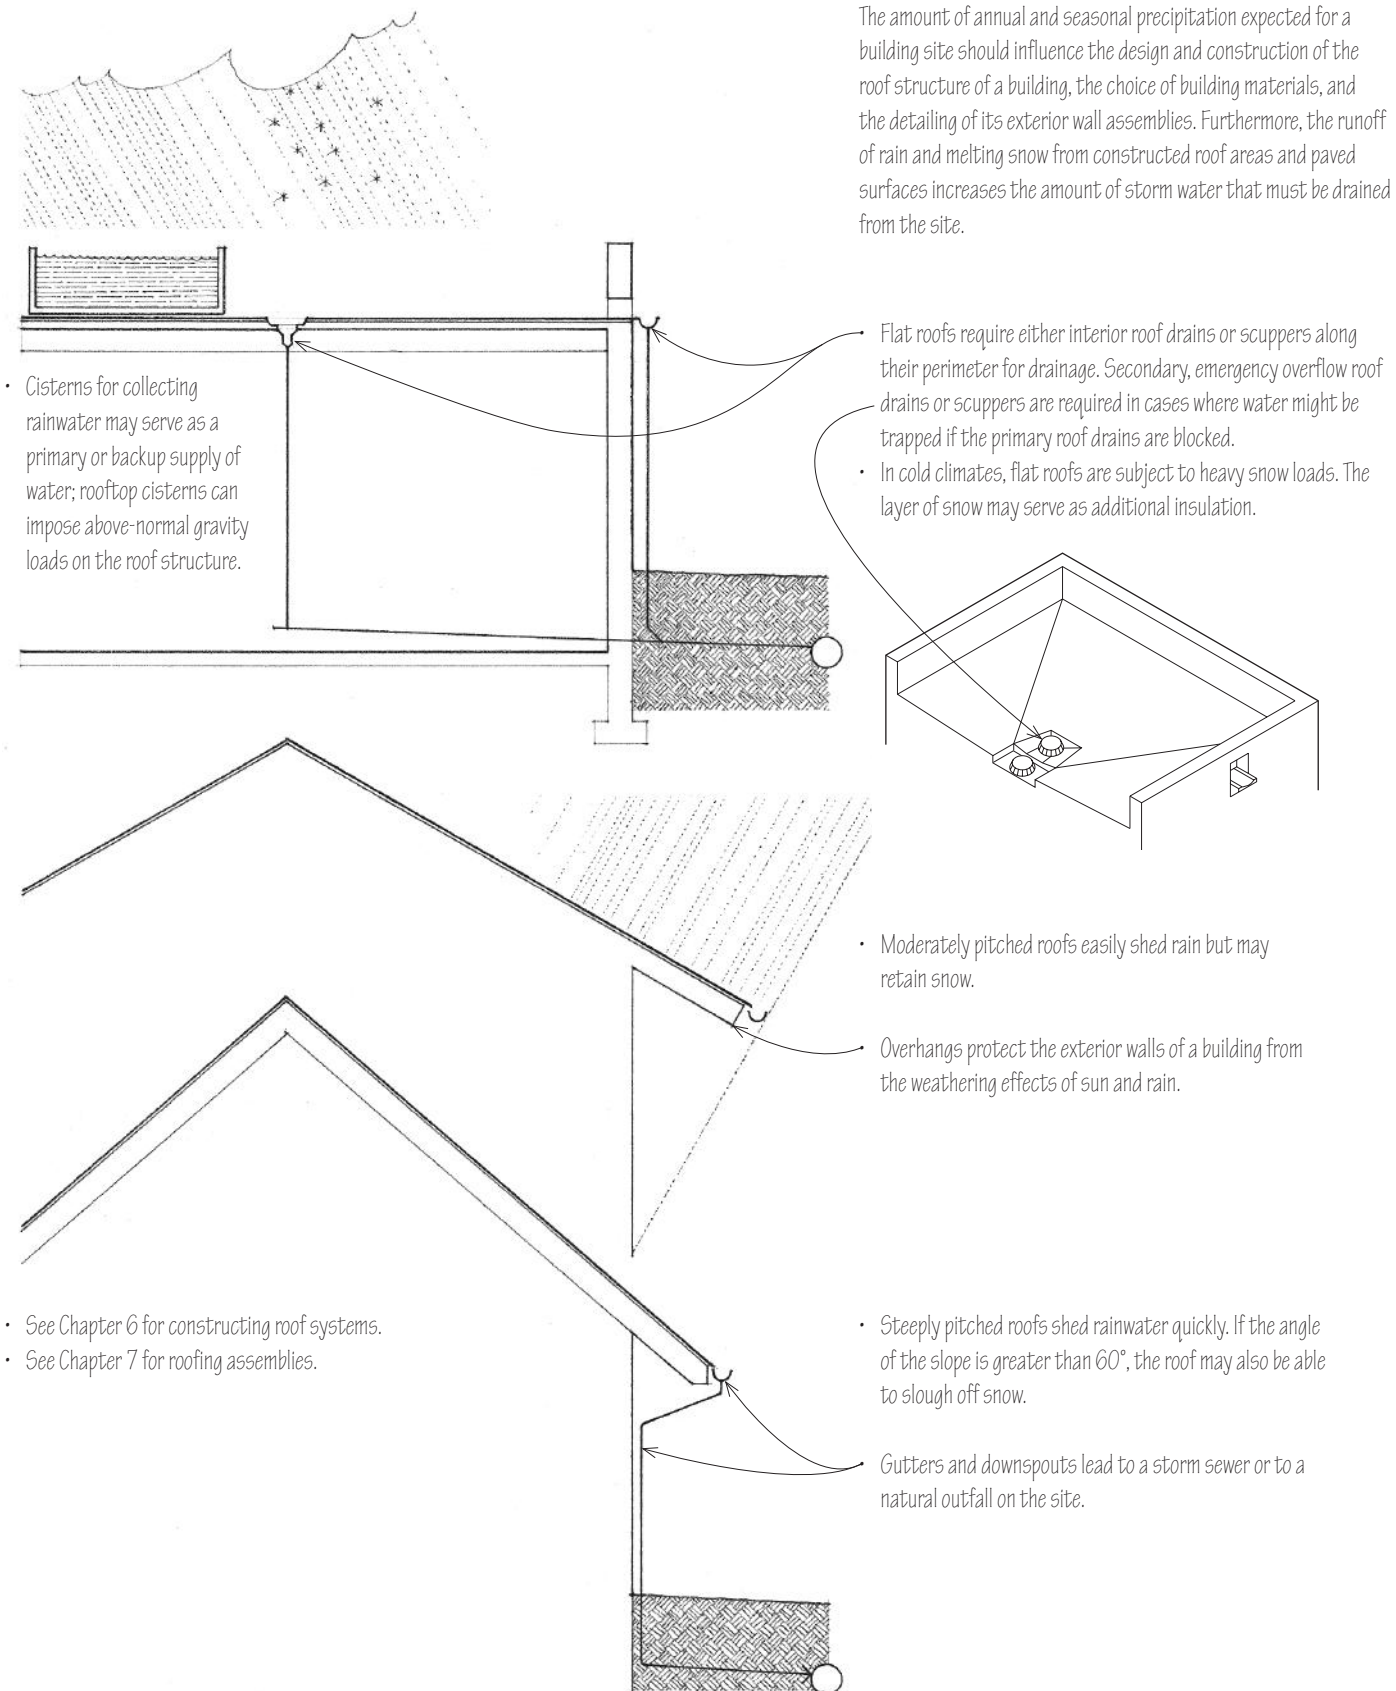 The amount of annual and seasonal precipitation expected for a
building site should influence the design and construction of the
roof structure of a building, the choice of building materials, and
the detailing of its exterior wall assemblies. Furthermore, the runoff
of rain and melting snow from constructed roof areas and paved
surfaces increases the amount of storm water that must be drained
from the site.
• Flat roofs require either interior roof drains or scuppers along
their perimeter for drainage. Secondary, emergency overflow roof
drains or scuppers are required in cases where water might be
trapped if the primary roof drains are blocked.
• In cold climates, flat roofs are subject to heavy snow loads. The
layer of snow may serve as additional insulation.
• Cisterns for collecting
rainwater may serve as a
primary or backup supply of
water; rooftop cisterns can
impose above-normal gravity
loads on the roof structure.
• Moderately pitched roofs easily shed rain but may
retain snow.
• Overhangs protect the exterior walls of a building from
the weathering effects of sun and rain.
• See Chapter 6 for constructing roof systems.
• See Chapter 7 for roofing assemblies.
• Steeply pitched roofs shed rainwater quickly. If the angle
of the slope is greater than 60°, the roof may also be able
to slough off snow.
• Gutters and downspouts lead to a storm sewer or to a
natural outfall on the site.